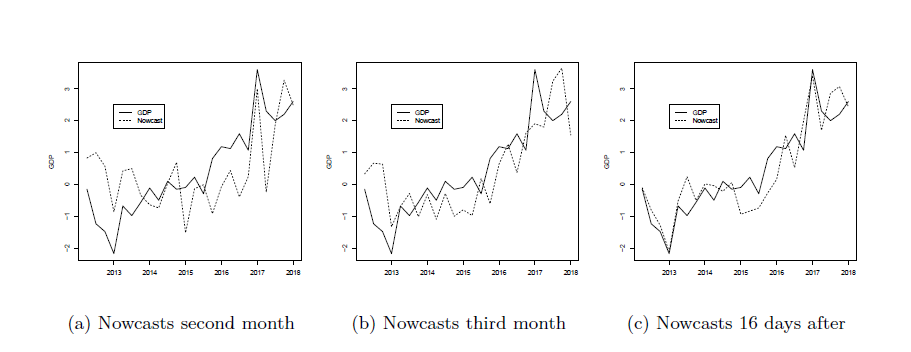 GDP
3
2
1
0
−1
−2
GDP
Nowcast
2013 2014 2015 2016 2017 2018
(a) Nowcasts second month
GDP
3
2
1
0
−1
−2
GDP
Nowcast
2013 2014 2015 2016 2017 2018
(b) Nowcasts third month
GDP
3
2
1
0
−1
−2
GDP
Nowcast
2013 2014 2015 2016 2017 2018
(c) Nowcasts 16 days after